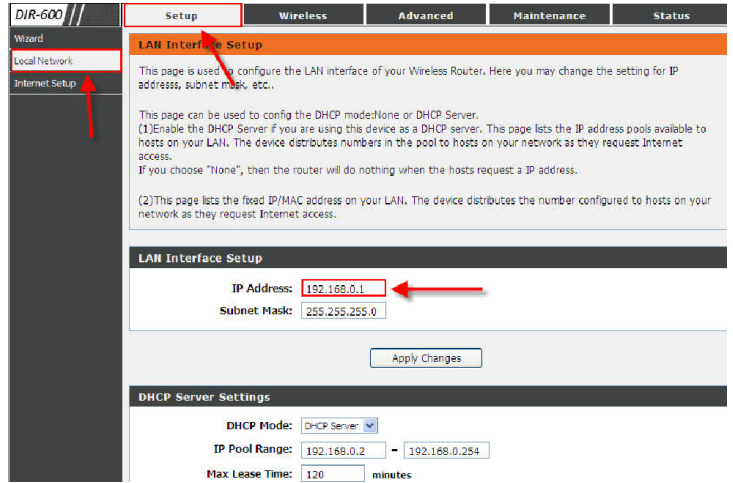 DIR-600
Setup
Wireless
Advanced
Maintenance
Status
Wizard
Local Network
Internet Setup
LAN Interface Setup
This page is used to configure the LAN interface of your Wireless Router. Here you may change the setting for IP
addresss, subnet mask, etc..
This page can be used to config the DHCP mode:None or DHCP Server.
(1)Enable the DHCP Server if you are using this device as a DHCP server. This page lists the IP address pools available to
hosts on your LAN. The device distributes numbers in the pool to hosts on your network as they request Internet
access.
If you choose "None", then the router will do nothing when the hosts request a IP address.
(2)This page lists the fixed IP/MAC address on your LAN. The device distributes the number configured to hosts on your
network as they request Internet access.
LAN Interface Setup
IP Address: 192.168.0.1
Subnet Mask: 255.255.255.0
Apply Changes
DHCP Server Settings
DHCP Mode: DHCP Server
IP Pool Range: 192.168.0.2 - 192.168.0.254
Max Lease Time: 120 minutes